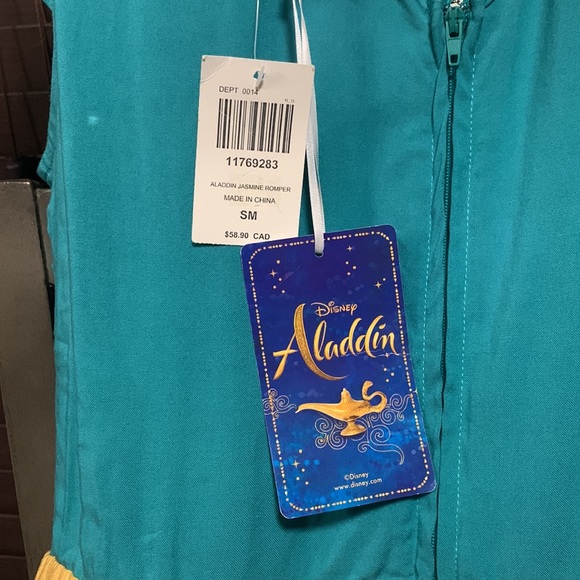 DEPT 0014
11769283
ALADDIN JASMINE ROMPER
MADE IN CHINA
SM
$58.90 CAD
Disney
Aladdin
©Disney
www.disney.com